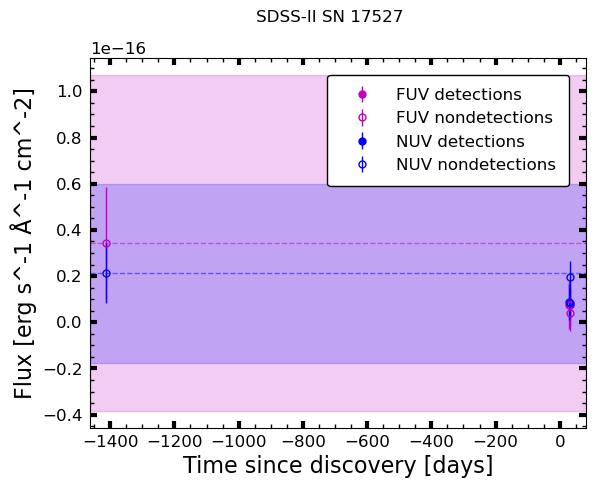 SDSS-II SN 17527
1e−16
FUV detections
FUV nondetections
NUV detections
NUV nondetections
1.0
0.8
0.6
0.4
0.2
0.0
−0.2
−0.4
Flux [erg s^-1 Å^-1 cm^-2]
−1400 −1200 −1000 −800 −600 −400 −200 0
Time since discovery [days]